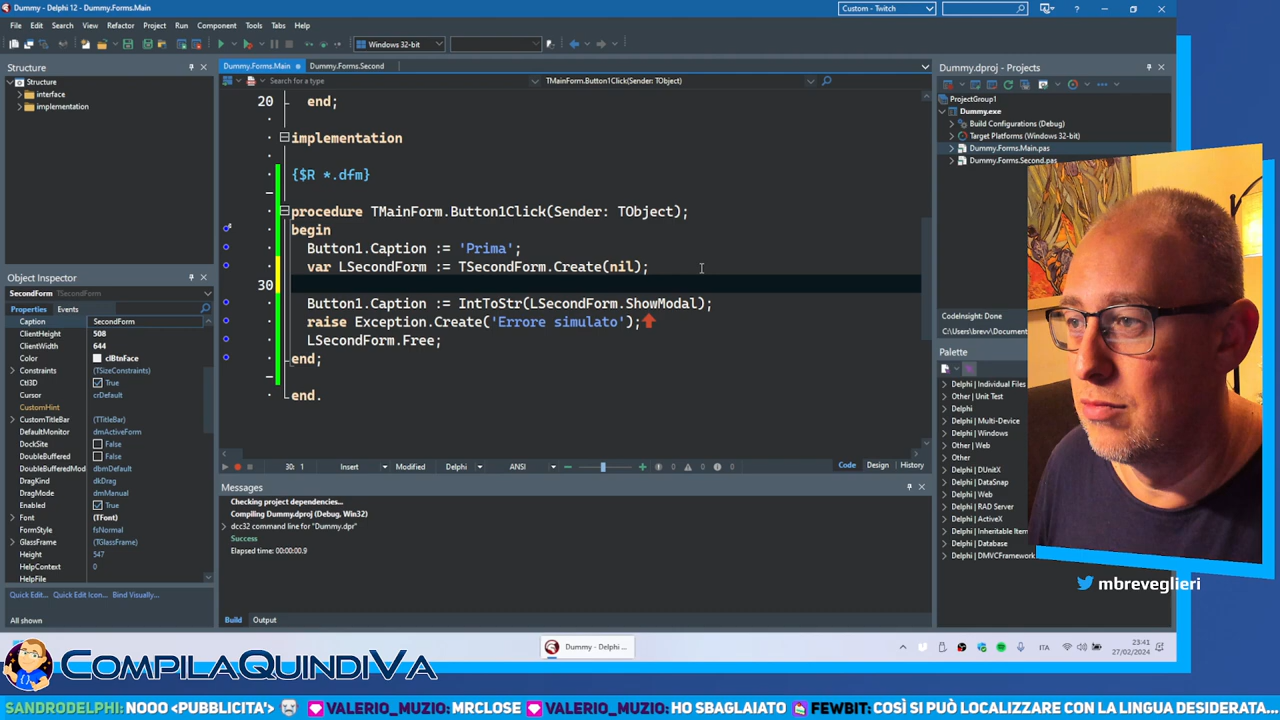 Dummy - Delphi 12 - Dummy.Forms.Main
Custom - Twitch
File Edit Search View Refactor Project Run Component Tools Tabs Help
Windows 32-bit
Structure
Structure
interface
implementation
Dummy.Forms.Main
Dummy.Forms.Second
Search for a type
TMainForm.Button1Click(Sender: TObject)
20
end;
implementation
{$R *.dfm}
procedure TMainForm.Button1Click(Sender: TObject);
begin
Button1.Caption := 'Prima';
var LSecondForm := TSecondForm.Create(nil);
30
Button1.Caption := IntToStr(LSecondForm.ShowModal);
raise Exception.Create('Errore simulato');
LSecondForm.Free;
end;
end.
30: 1
Insert
Modified
Delphi
ANSI
0
0
0
Code
Design
History
Object Inspector
SecondForm TSecondForm
Properties
Events
Caption SecondForm
ClientHeight 508
ClientWidth 644
Color clBtnFace
Constraints (TSizeConstraints)
Ctl3D True
Cursor crDefault
CustomHint
CustomTitleBar (TTitleBar)
DefaultMonitor dmActiveForm
DockSite False
DoubleBuffered False
DoubleBufferedMod dbmDefault
DragKind dkDrag
DragMode dmManual
Enabled True
Font (TFont)
FormStyle fsNormal
GlassFrame (TGlassFrame)
Height 547
HelpContext 0
HelpFile
Quick Edit... Quick Edit Icon... Bind Visually...
All shown
Messages
Checking project dependencies...
Compiling Dummy.dproj (Debug, Win32)
dcc32 command line for "Dummy.dpr"
Success
Elapsed time: 00:00:00.9
Build
Output
Dummy.dproj - Projects
ProjectGroup1
Dummy.exe
Build Configurations (Debug)
Target Platforms (Windows 32-bit)
Dummy.Forms.Main.pas
Dummy.Forms.Second.pas
CodeInsight: Done
C:\Users\brevv\Document
Palette
Delphi | Individual Files
Other | Unit Test
Delphi
Delphi | Multi-Device
Delphi | Windows
Other | Web
Other
Delphi | DUnitX
Delphi | DataSnap
Delphi | Web
Delphi | RAD Server
Delphi | ActiveX
Delphi | Inheritable Item
Delphi | Database
Delphi | DMVCFramework
mbreveglieri
Dummy - Delphi ...
ITA
23:41
27/02/2024
COMPILAQUINDIVA
SANDRODELPHI: NOOO <PUBBLICITA'> VALERIO_MUZIO: MRCLOSE VALERIO_MUZIO: HO SBAGLAIATO FEWBIT: COSÌ SI PUÒ LOCALIZZARE CON LA LINGUA DESIDERATA...